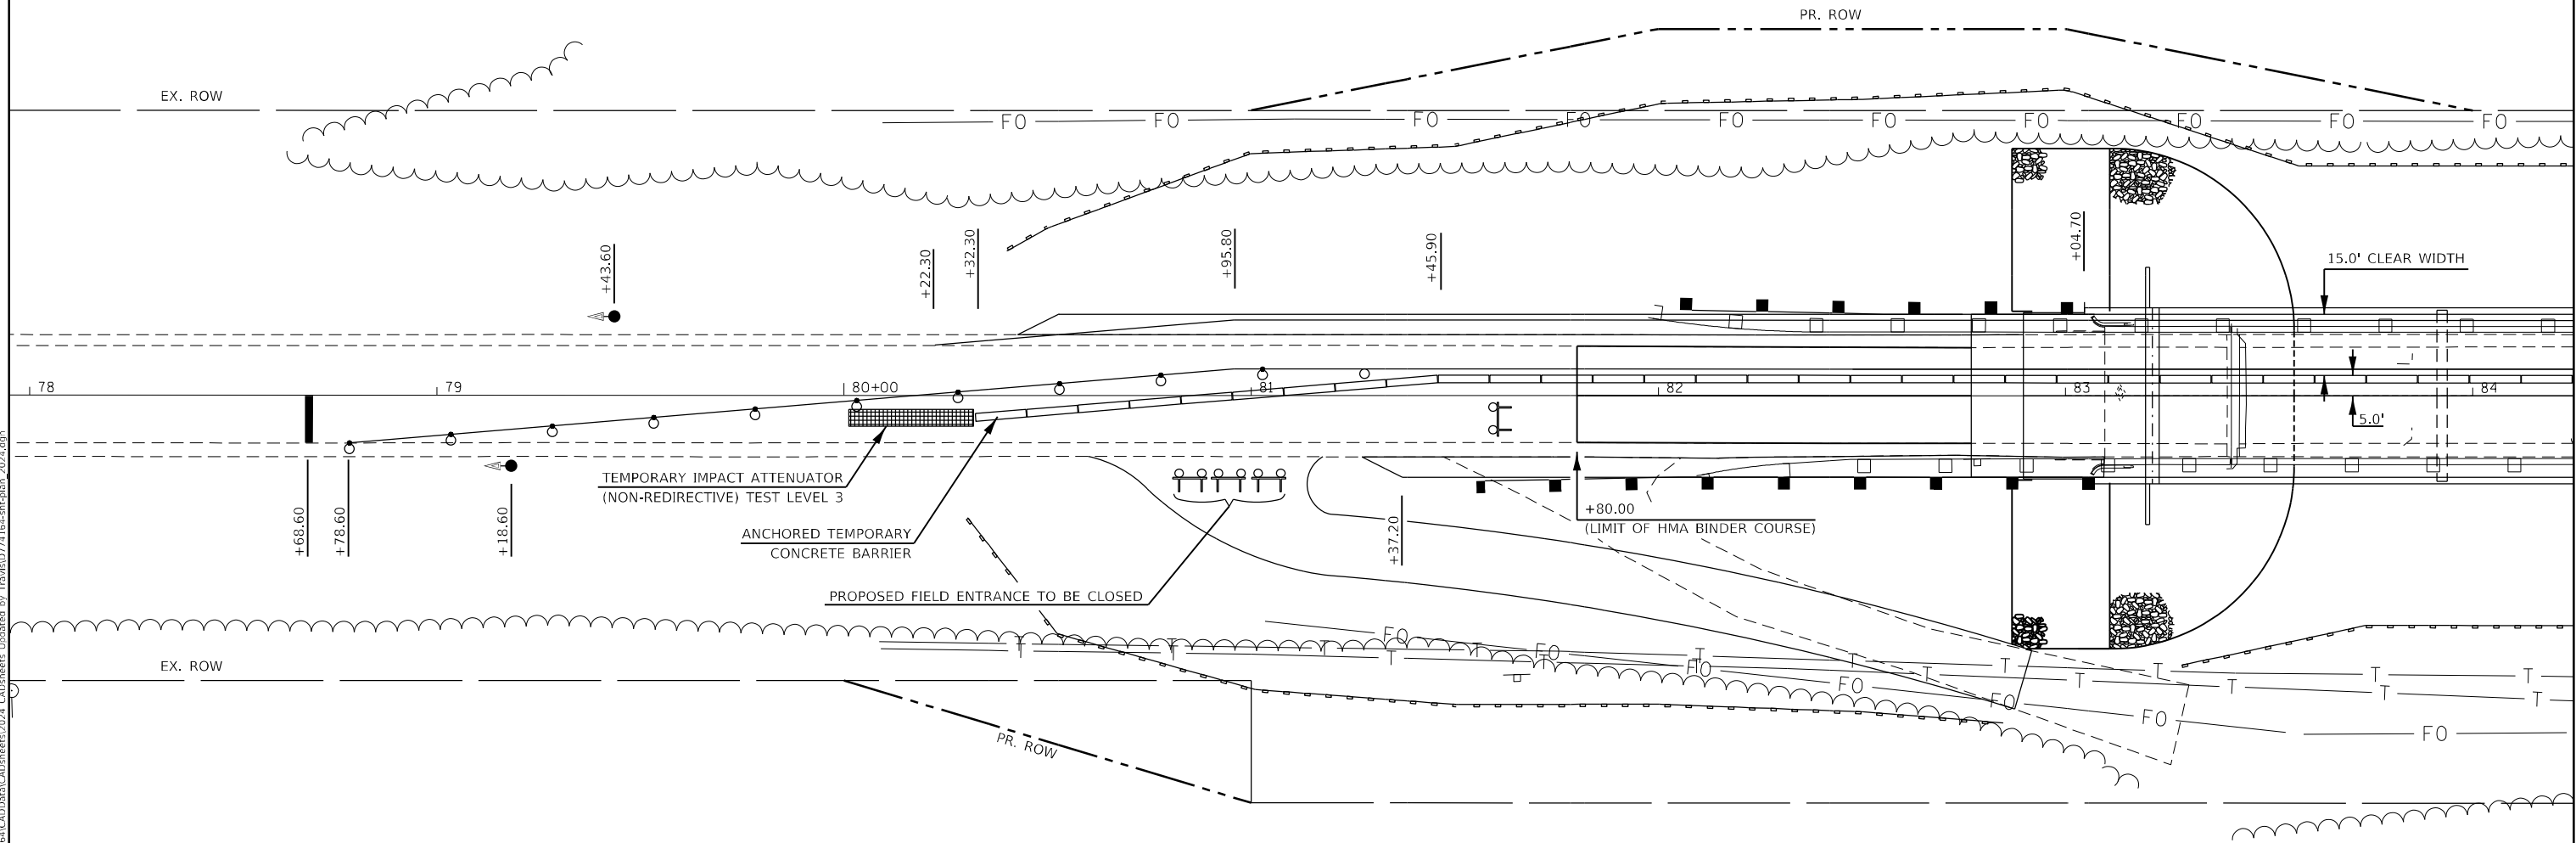 PR. ROW
EX. ROW
FO FO FO FO FO FO FO FO FO FO
+43.60
+22.30
+32.30
+95.80
+45.90
+04.70
15.0' CLEAR WIDTH
78 79 80+00 81 82 83 84
5.0'
TEMPORARY IMPACT ATTENUATOR
(NON-REDIRECTIVE) TEST LEVEL 3
+68.60
+78.60
+18.60
+37.20
+80.00
(LIMIT OF HMA BINDER COURSE)
ANCHORED TEMPORARY
CONCRETE BARRIER
PROPOSED FIELD ENTRANCE TO BE CLOSED
EX. ROW
T T T T T T T T T T T
T T T T T T T T
FO FO FO FO FO FO FO
PR. ROW